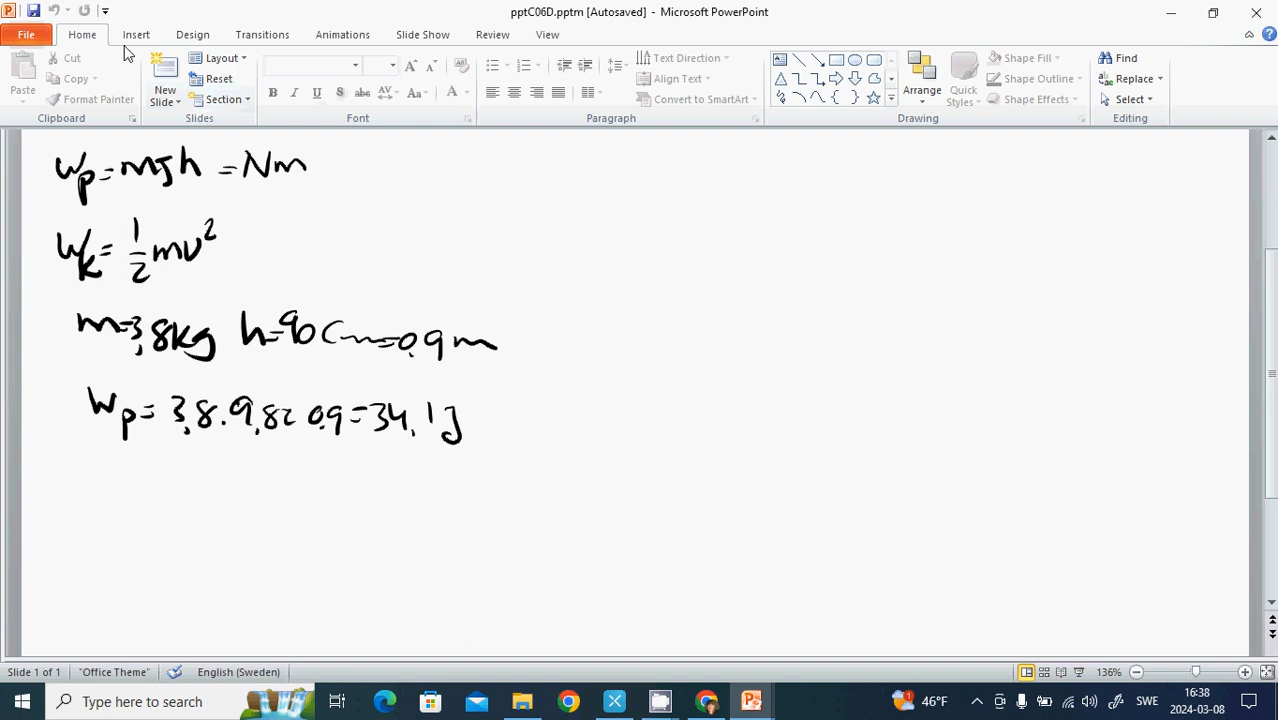 pptC06D.pptm [Autosaved] - Microsoft PowerPoint
File Home Insert Design Transitions Animations Slide Show Review View
Paste Cut Copy Format Painter New Slide Layout Reset Section Text Direction Align Text Convert to SmartArt Arrange Quick Styles Shape Fill Shape Outline Shape Effects Find Replace Select
Clipboard Slides Font Paragraph Drawing Editing
Wp=mgh =Nm
Wk= 1/2 mv²
m=3,8kg h=90cm=0,9m
Wp= 3,8.9,82 0,9=34,1J
Slide 1 of 1 "Office Theme" English (Sweden) 136%
Type here to search 46°F SWE 16:38
2024-03-08